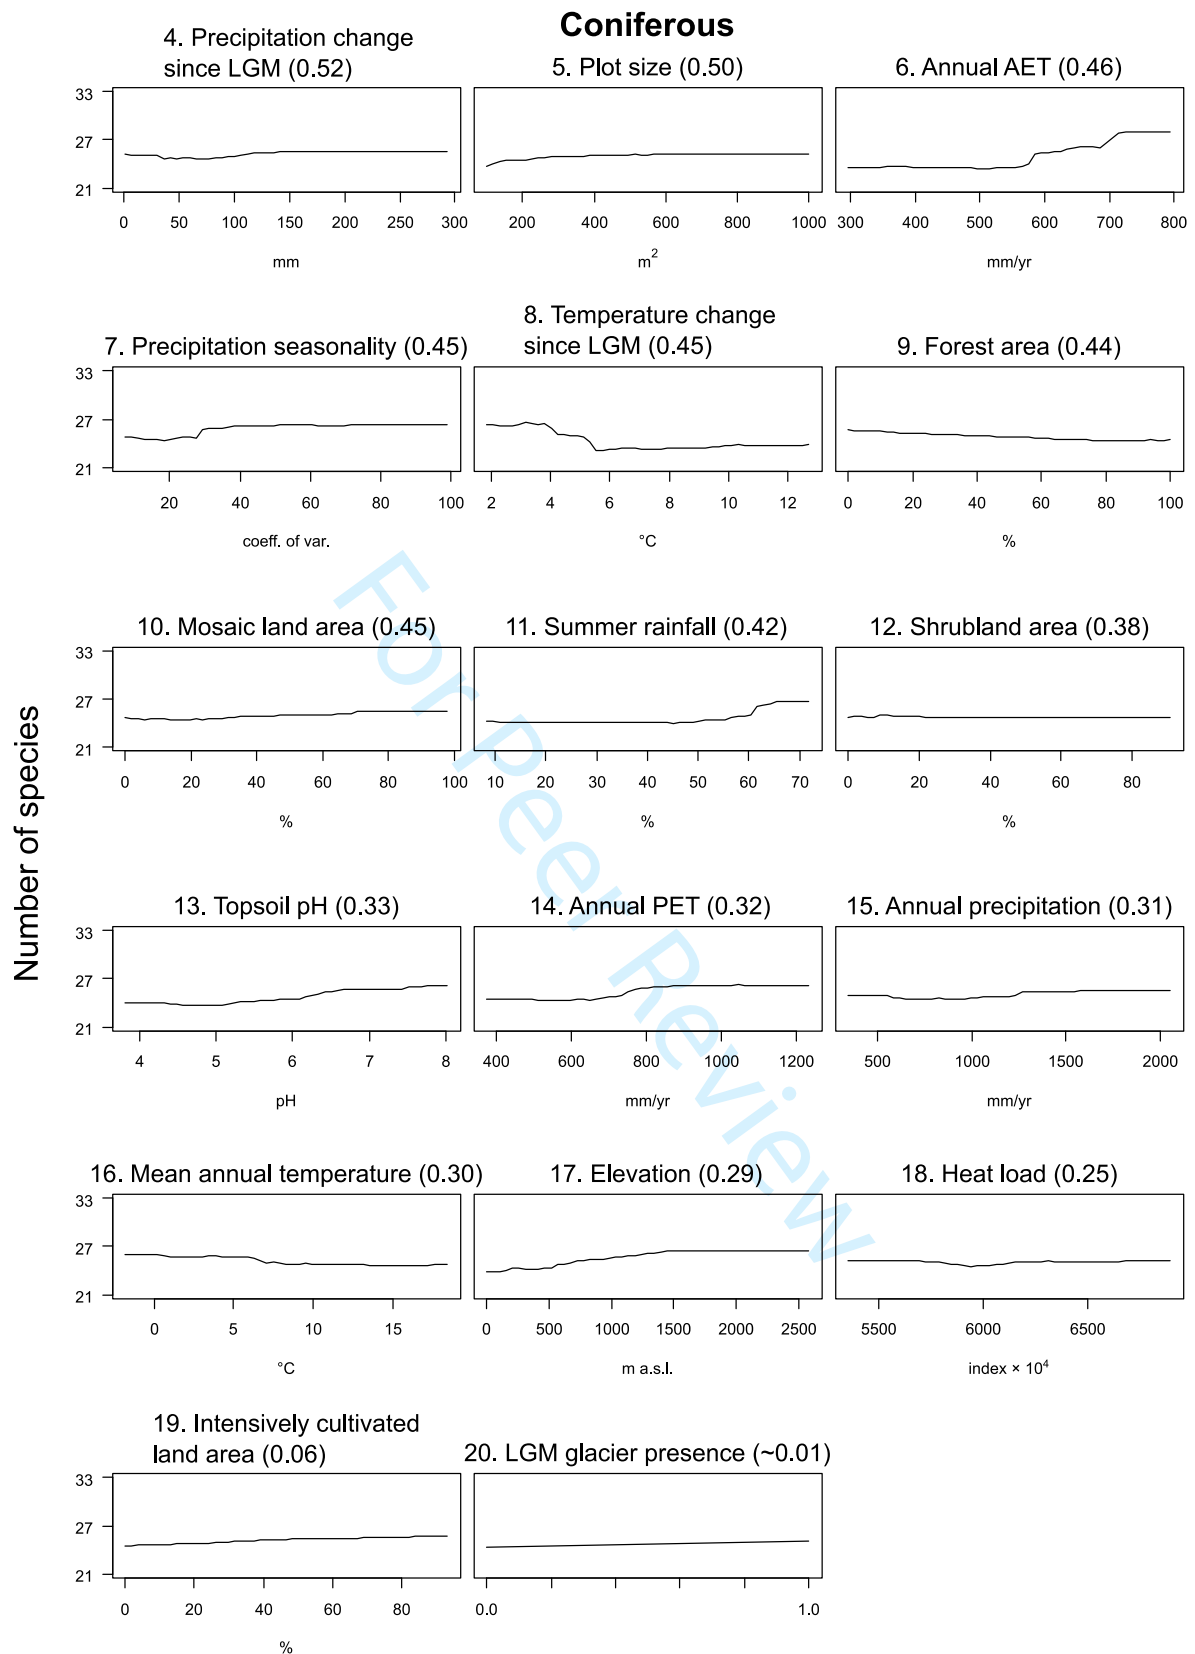 Coniferous
4. Precipitation change
since LGM (0.52)
5. Plot size (0.50)
6. Annual AET (0.46)
33
27
21
0 50 100 150 200 250 300
200 400 600 800 1000
300 400 500 600 700 800
mm
m²
mm/yr
7. Precipitation seasonality (0.45)
8. Temperature change
since LGM (0.45)
9. Forest area (0.44)
33
27
21
20 40 60 80 100
2 4 6 8 10 12
0 20 40 60 80 100
coeff. of var.
°C
%
10. Mosaic land area (0.45)
11. Summer rainfall (0.42)
12. Shrubland area (0.38)
33
27
21
0 20 40 60 80 100
10 20 30 40 50 60 70
0 20 40 60 80
%
%
%
Number of species
13. Topsoil pH (0.33)
14. Annual PET (0.32)
15. Annual precipitation (0.31)
33
27
21
4 5 6 7 8
400 600 800 1000 1200
500 1000 1500 2000
pH
mm/yr
mm/yr
16. Mean annual temperature (0.30)
17. Elevation (0.29)
18. Heat load (0.25)
33
27
21
0 5 10 15
0 500 1000 1500 2000 2500
5500 6000 6500
°C
m a.s.l.
index × 10⁴
19. Intensively cultivated
land area (0.06)
20. LGM glacier presence (~0.01)
33
27
21
0 20 40 60 80
0.0 1.0
%
For Peer Review